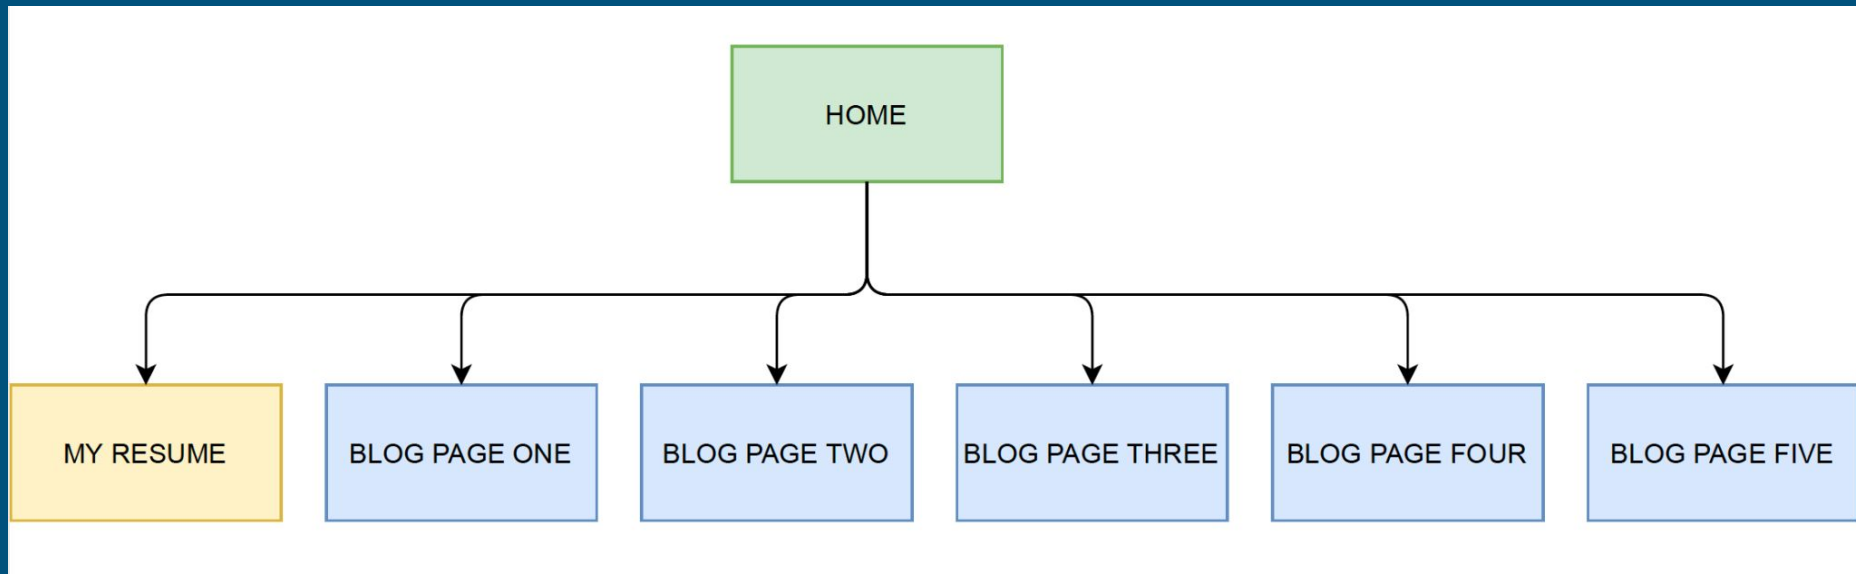 HOME
MY RESUME
BLOG PAGE ONE
BLOG PAGE TWO
BLOG PAGE THREE
BLOG PAGE FOUR
BLOG PAGE FIVE